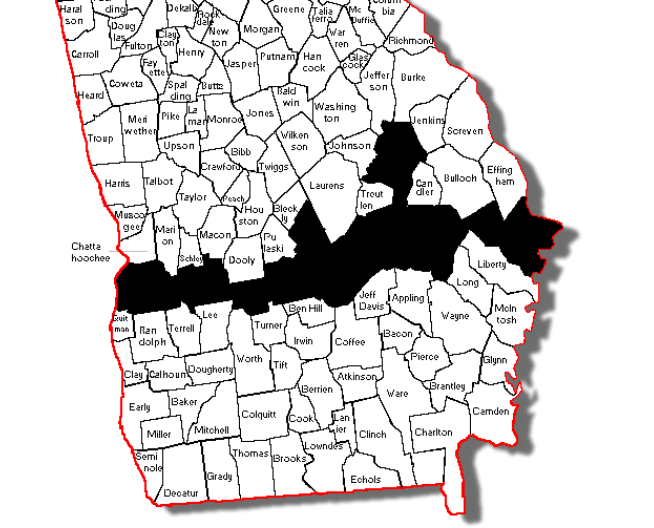 Haral
son
ding
Doug
las
Dekalb
Rock
dale
New
ton
Greene
Talia
ferro
Mc
Duffie
bia
Fulton
Clay
ton
Morgan
War
ren
Richmond
Carroll
Fay
ette
Henry
Jasper
Putnam
Han
cock
Glas
cock
Jeffer
son
Burke
Heard
Coweta
Spal
ding
Butts
Bald
win
Washing
ton
Troup
Meri
wether
Pike
La
mar
Monroe
Jones
Jenkins
Screven
Upson
Bibb
Wilken
son
Johnson
Crawford
Twiggs
Harris
Talbot
Taylor
Peach
Hou
ston
Bleck
ly
Laurens
Treut
len
Can
dler
Bulloch
Effing
ham
Musco
gee
Mari
on
Macon
Pu
laski
Chatta
hoochee
Schley
Dooly
Liberty
Long
Quit
man
Ran
dolph
Terrell
Lee
Turner
Ben Hill
Jeff
Davis
Appling
Wayne
McIn
tosh
Irwin
Coffee
Bacon
Clay
Calhoun
Dougherty
Worth
Tift
Pierce
Glynn
Early
Baker
Berrien
Atkinson
Ware
Brantley
Miller
Mitchell
Colquitt
Cook
Lan
ier
Clinch
Charlton
Camden
Semi
nole
Decatur
Grady
Thomas
Brooks
Lowndes
Echols